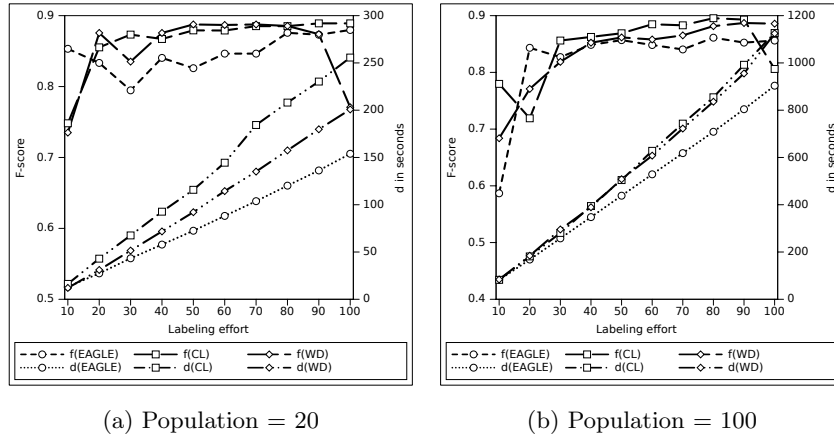 0.9
0.8
0.7
0.6
0.5
F-score
300
250
200
150
100
50
0
d in seconds
10 20 30 40 50 60 70 80 90 100
Labeling effort
f(EAGLE) f(CL) f(WD)
d(EAGLE) d(CL) d(WD)
(a) Population = 20
0.9
0.8
0.7
0.6
0.5
0.4
F-score
1200
1000
800
600
400
200
0
d in seconds
10 20 30 40 50 60 70 80 90 100
Labeling effort
f(EAGLE) f(CL) f(WD)
d(EAGLE) d(CL) d(WD)
(b) Population = 100